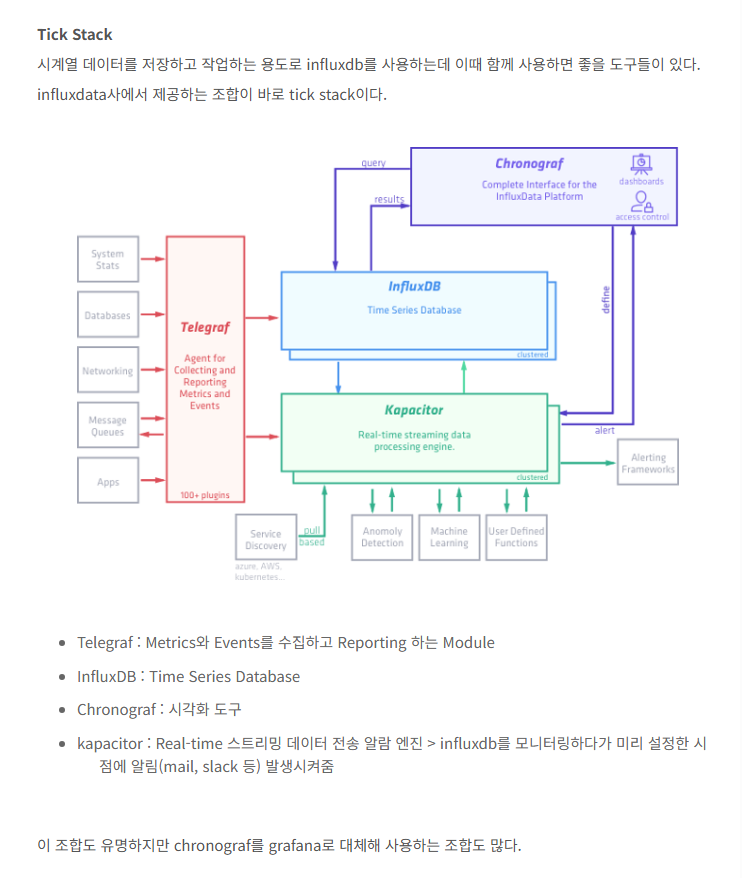 Tick Stack
시계열 데이터를 저장하고 작업하는 용도로 influxdb를 사용하는데 이때 함께 사용하면 좋을 도구들이 있다.
influxdata사에서 제공하는 조합이 바로 tick stack이다.
query
Chronograf
Complete Interface for the
InfluxData Platform
dashboards
access control
results
System
Stats
Databases
Networking
Message
Queues
Apps
Telegraf
Agent for
Collecting and
Reporting
Metrics and
Events
100+ plugins
InfluxDB
Time Series Database
clustered
define
Kapacitor
Real-time streaming data
processing engine.
clustered
alert
Alerting
Frameworks
Service
Discovery
azure, AWS,
kubernetes...
pull
based
Anomoly
Detection
Machine
Learning
User Defined
Functions
• Telegraf : Metrics와 Events를 수집하고 Reporting 하는 Module
• InfluxDB : Time Series Database
• Chronograf : 시각화 도구
• kapacitor : Real-time 스트리밍 데이터 전송 알람 엔진 > influxdb를 모니터링하다가 미리 설정한 시
점에 알림(mail, slack 등) 발생시켜줌
이 조합도 유명하지만 chronograf를 grafana로 대체해 사용하는 조합도 많다.